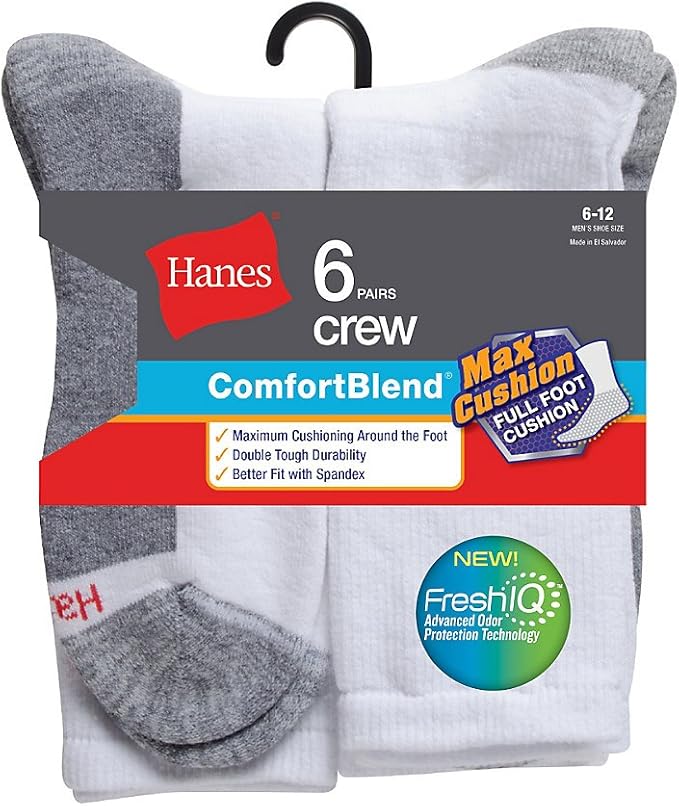 Hanes®
6 PAIRS
crew
6-12
MEN'S SHOE SIZE
Made in El Salvador
ComfortBlend®
Max
Cushion
FULL FOOT
CUSHION
✓ Maximum Cushioning Around the Foot
✓ Double Tough Durability
✓ Better Fit with Spandex
NEW!
FreshIQ™
Advanced Odor
Protection Technology